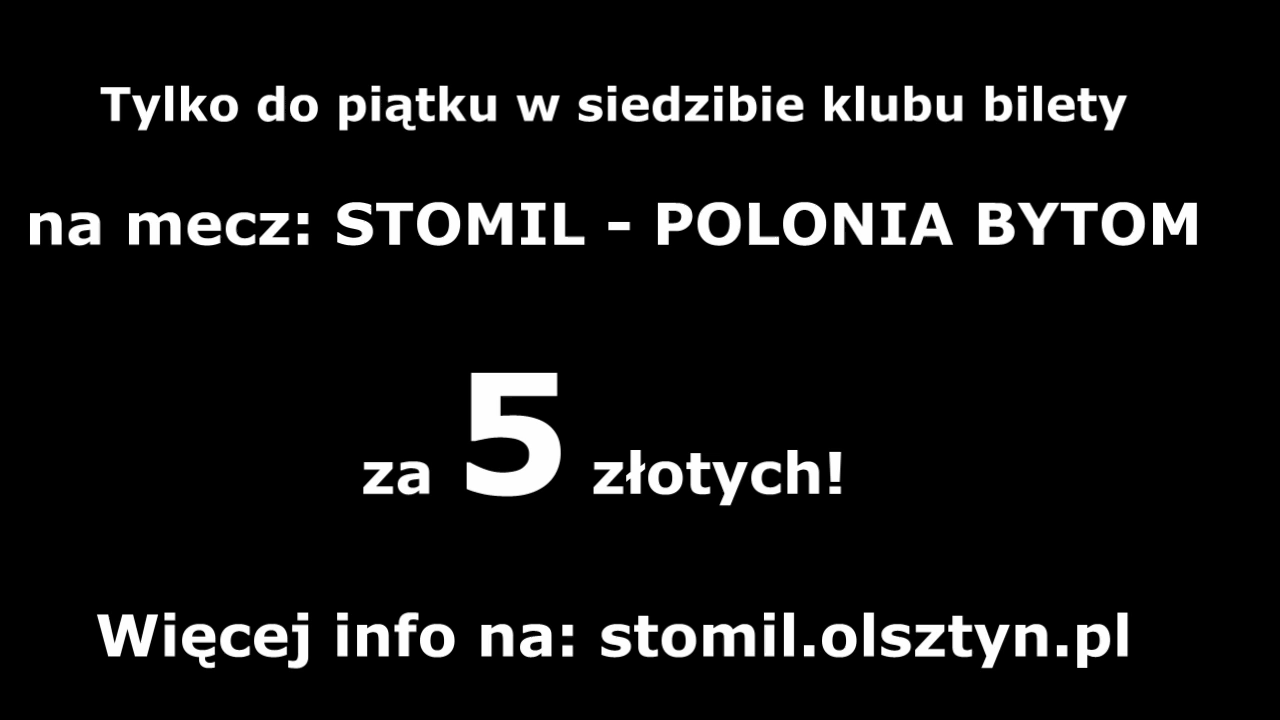 Tylko do piątku w siedzibie klubu bilety
na mecz: STOMIL - POLONIA BYTOM
za 5 złotych!
Więcej info na: stomil.olsztyn.pl